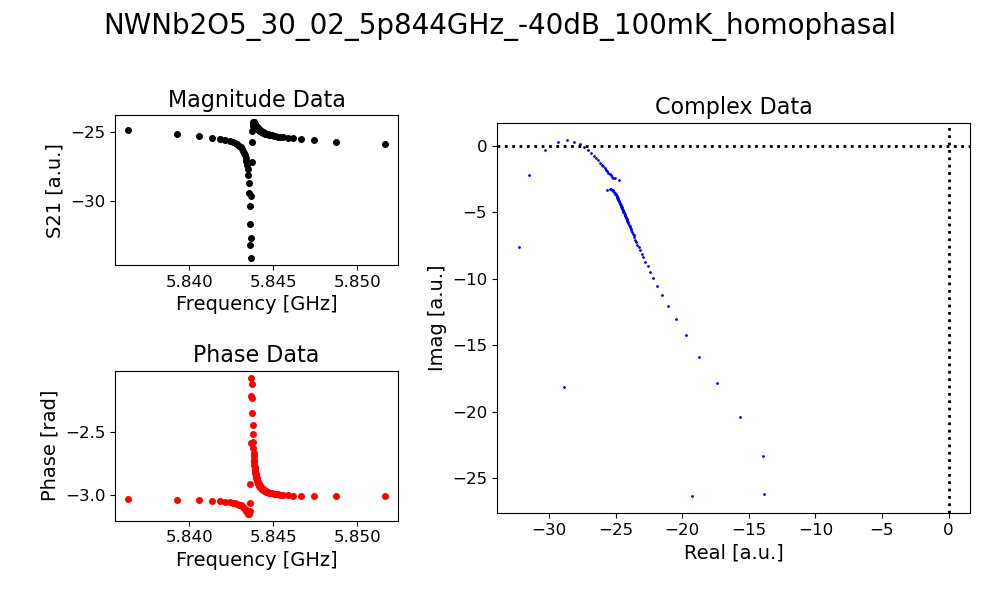 NWNb2O5_30_02_5p844GHz_-40dB_100mK_homophasal
Magnitude Data
S21 [a.u.]
−25
−30
5.840 5.845 5.850
Frequency [GHz]
Phase Data
Phase [rad]
−2.5
−3.0
5.840 5.845 5.850
Frequency [GHz]
Complex Data
Imag [a.u.]
0
−5
−10
−15
−20
−25
−30 −25 −20 −15 −10 −5 0
Real [a.u.]